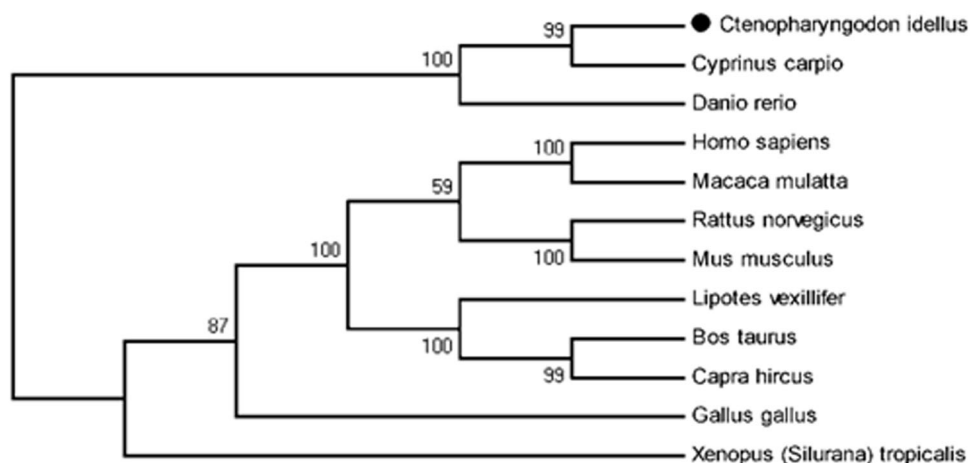 99
Ctenopharyngodon idellus
100
Cyprinus carpio
Danio rerio
100
Homo sapiens
59
Macaca mulatta
Rattus norvegicus
100
Mus musculus
100
Lipotes vexillifer
87
Bos taurus
100
99
Capra hircus
Gallus gallus
Xenopus (Silurana) tropicalis